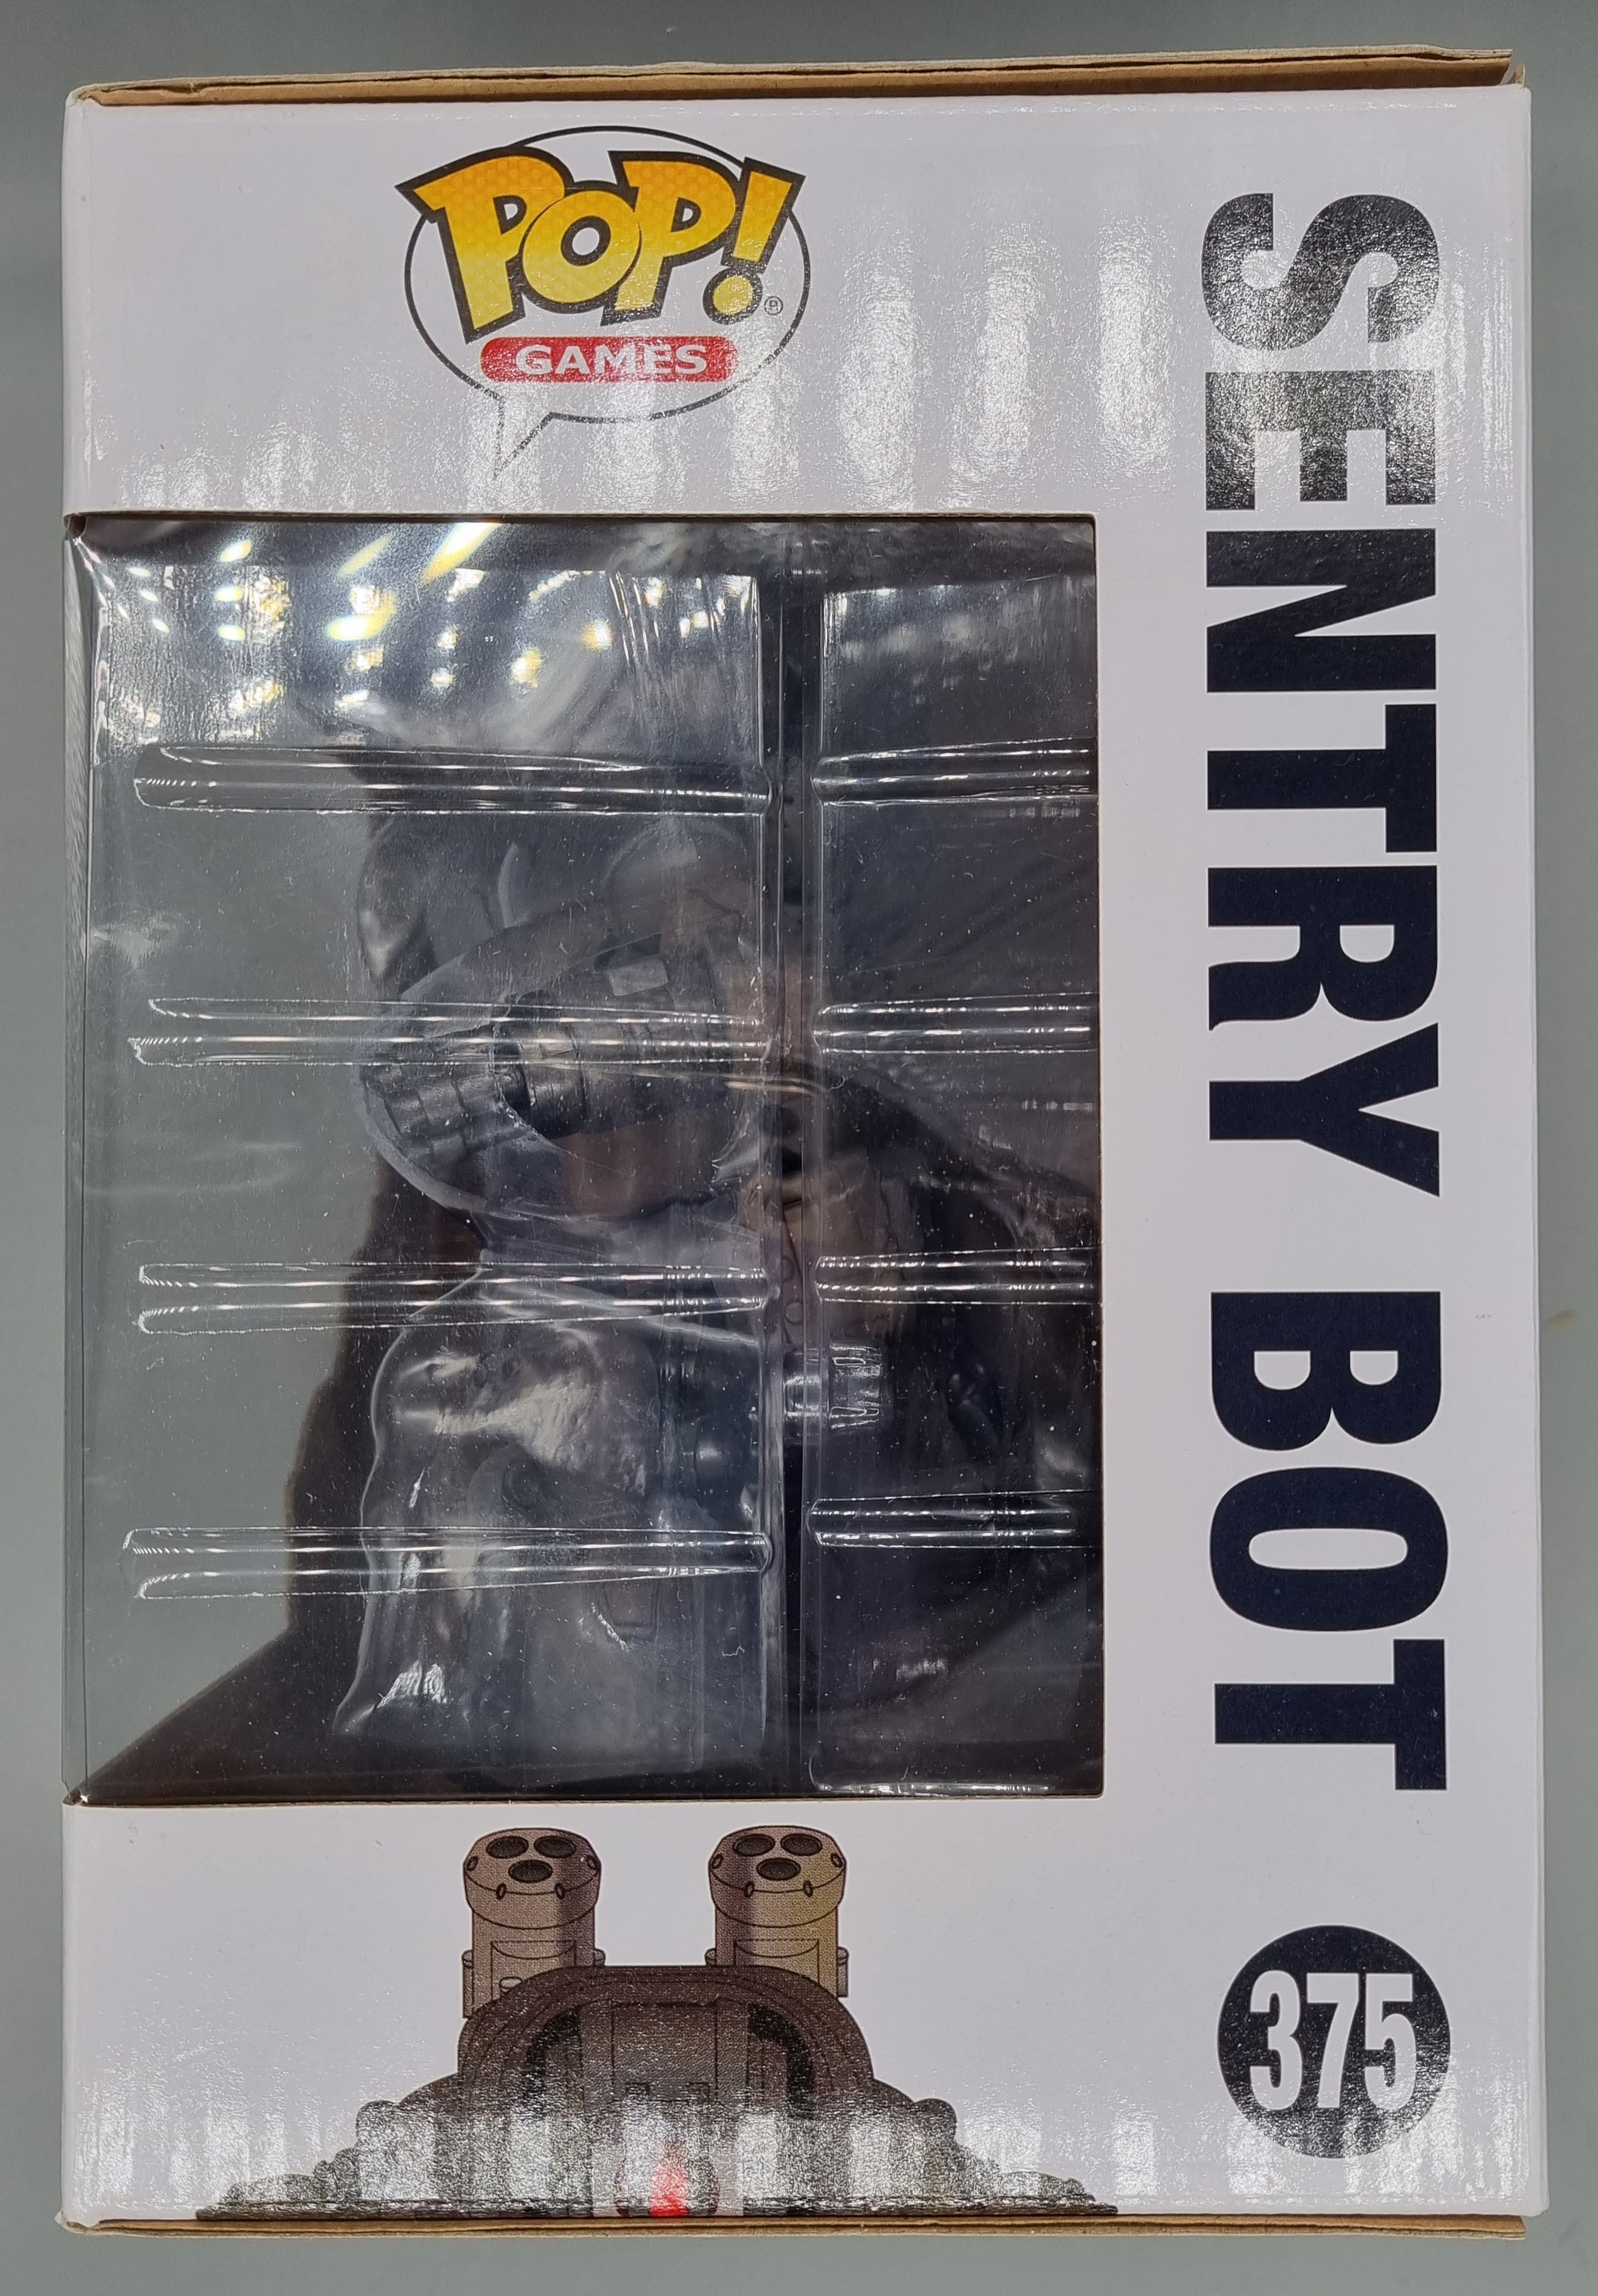 POP!
®
GAMES
SENTRY BOT
375